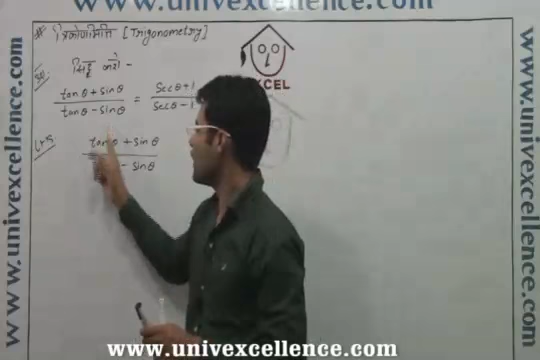 www.univexcellence.com
# त्रिकोणमिति [Trigonometry]
सिद्ध करो -
tanθ + sinθ / tanθ - sinθ = secθ + 1 / secθ - 1
EXCEL
LHS
tanθ + sinθ
- sinθ
www.univexcellence.com
www.univexcellence.com
www.univexcellence.com